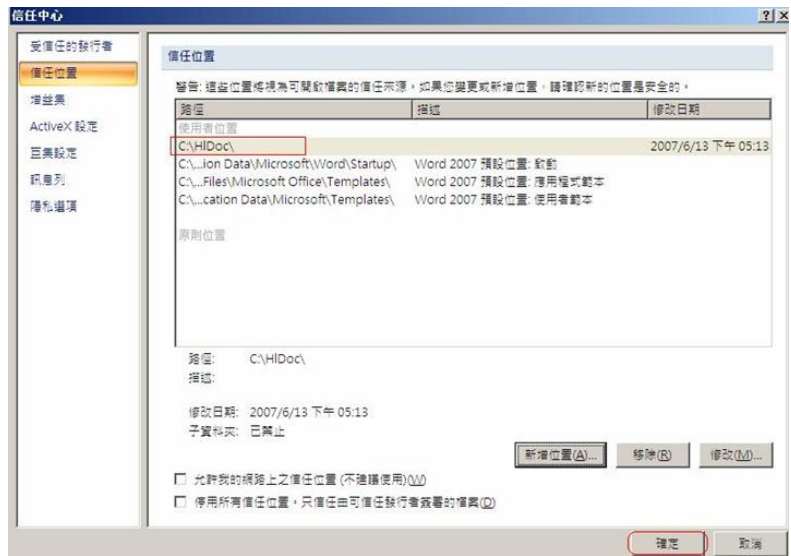 信任中心
受信任的發行者
信任位置
增益集
ActiveX 設定
巨集設定
訊息列
隱私選項
信任位置
警告: 這些位置將視為可開啟檔案的信任來源。如果您變更或新增位置，請確認新的位置是安全的。
路徑 描述 修改日期
使用者位置
C:\HlDoc\ 2007/6/13 下午 05:13
C:\...ion Data\Microsoft\Word\Startup\ Word 2007 預設位置: 啟動
C:\...Files\Microsoft Office\Templates\ Word 2007 預設位置: 應用程式範本
C:\...cation Data\Microsoft\Templates\ Word 2007 預設位置: 使用者範本
原則位置
路徑: C:\HlDoc\
描述:
修改日期: 2007/6/13 下午 05:13
子資料夾: 已禁止
新增位置(A)... 移除(R) 修改(M)...
允許我的網路上之信任位置 (不建議使用)(W)
停用所有信任位置。只信任由可信任發行者簽署的檔案(D)
確定 取消